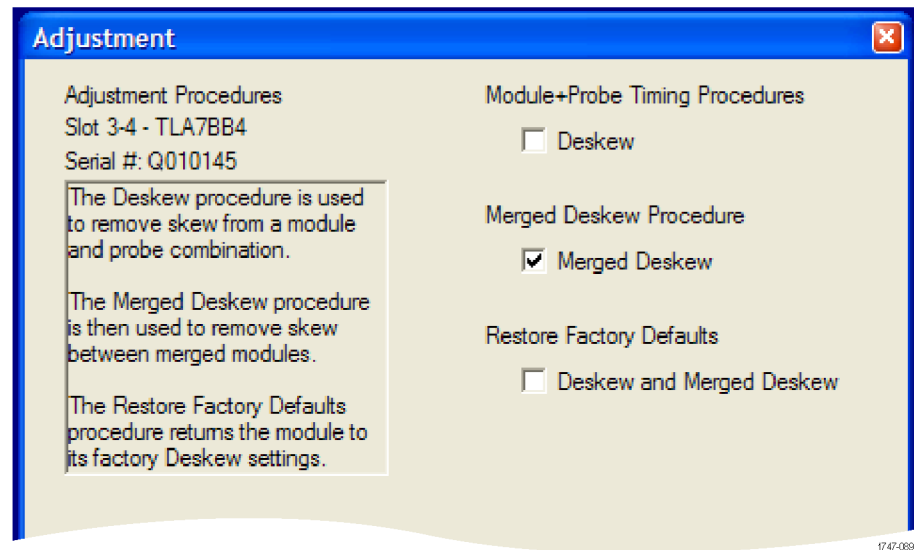 Adjustment
Adjustment Procedures
Slot 3-4 - TLA7BB4
Serial #: Q010145
The Deskew procedure is used
to remove skew from a module
and probe combination.
The Merged Deskew procedure
is then used to remove skew
between merged modules.
The Restore Factory Defaults
procedure returns the module to
its factory Deskew settings.
Module+Probe Timing Procedures
Deskew
Merged Deskew Procedure
Merged Deskew
Restore Factory Defaults
Deskew and Merged Deskew
1747-089